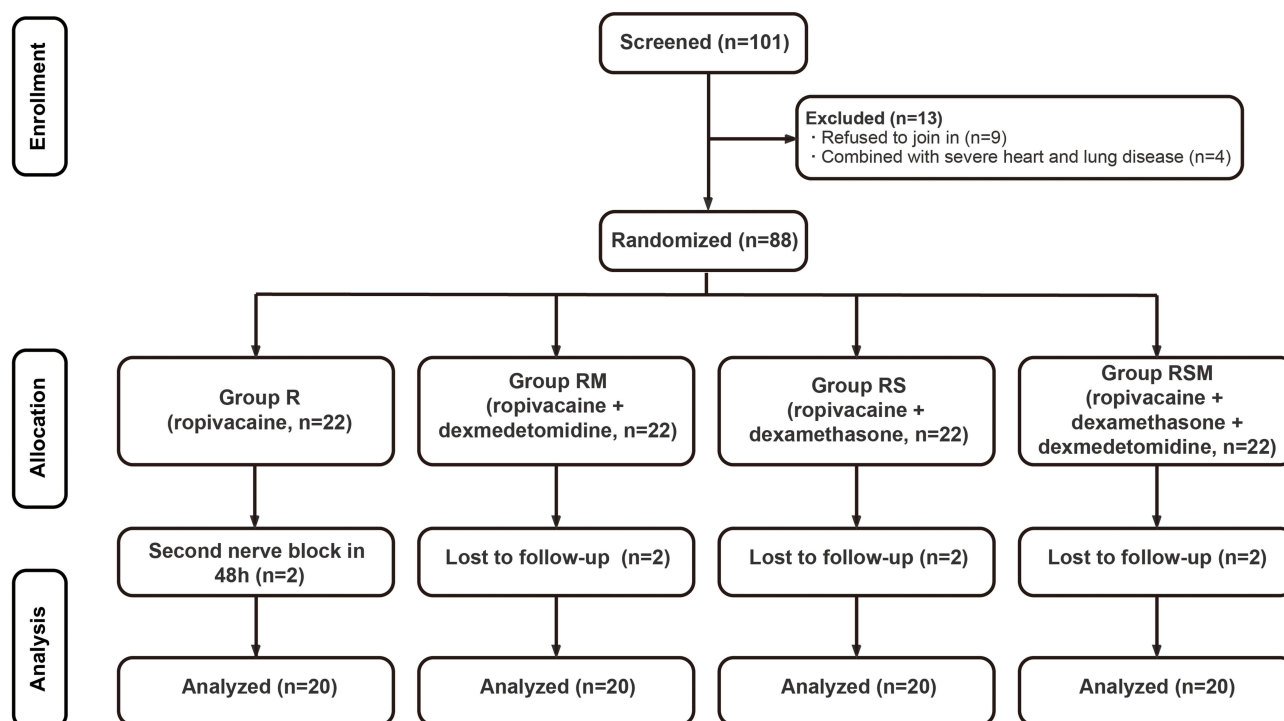 Enrollment
Screened (n=101)
Excluded (n=13)
· Refused to join in (n=9)
· Combined with severe heart and lung disease (n=4)
Randomized (n=88)
Allocation
Group R
(ropivacaine, n=22)
Group RM
(ropivacaine +
dexmedetomidine, n=22)
Group RS
(ropivacaine +
dexamethasone, n=22)
Group RSM
(ropivacaine +
dexamethasone +
dexmedetomidine, n=22)
Second nerve block in
48h (n=2)
Lost to follow-up (n=2)
Lost to follow-up (n=2)
Lost to follow-up (n=2)
Analysis
Analyzed (n=20)
Analyzed (n=20)
Analyzed (n=20)
Analyzed (n=20)